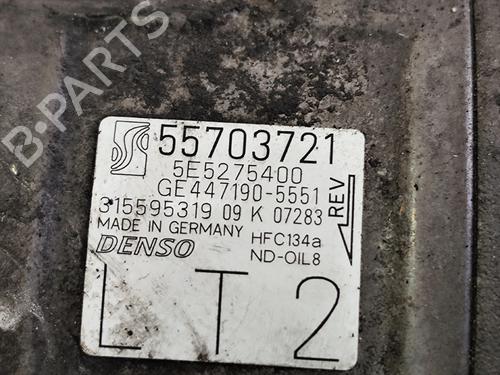 B-PARTS
55703721
5E5275400
GE447190-5551
315595319 09 K 07283
REV
MADE IN GERMANY HFC134a
DENSO ND-OIL8
LT2